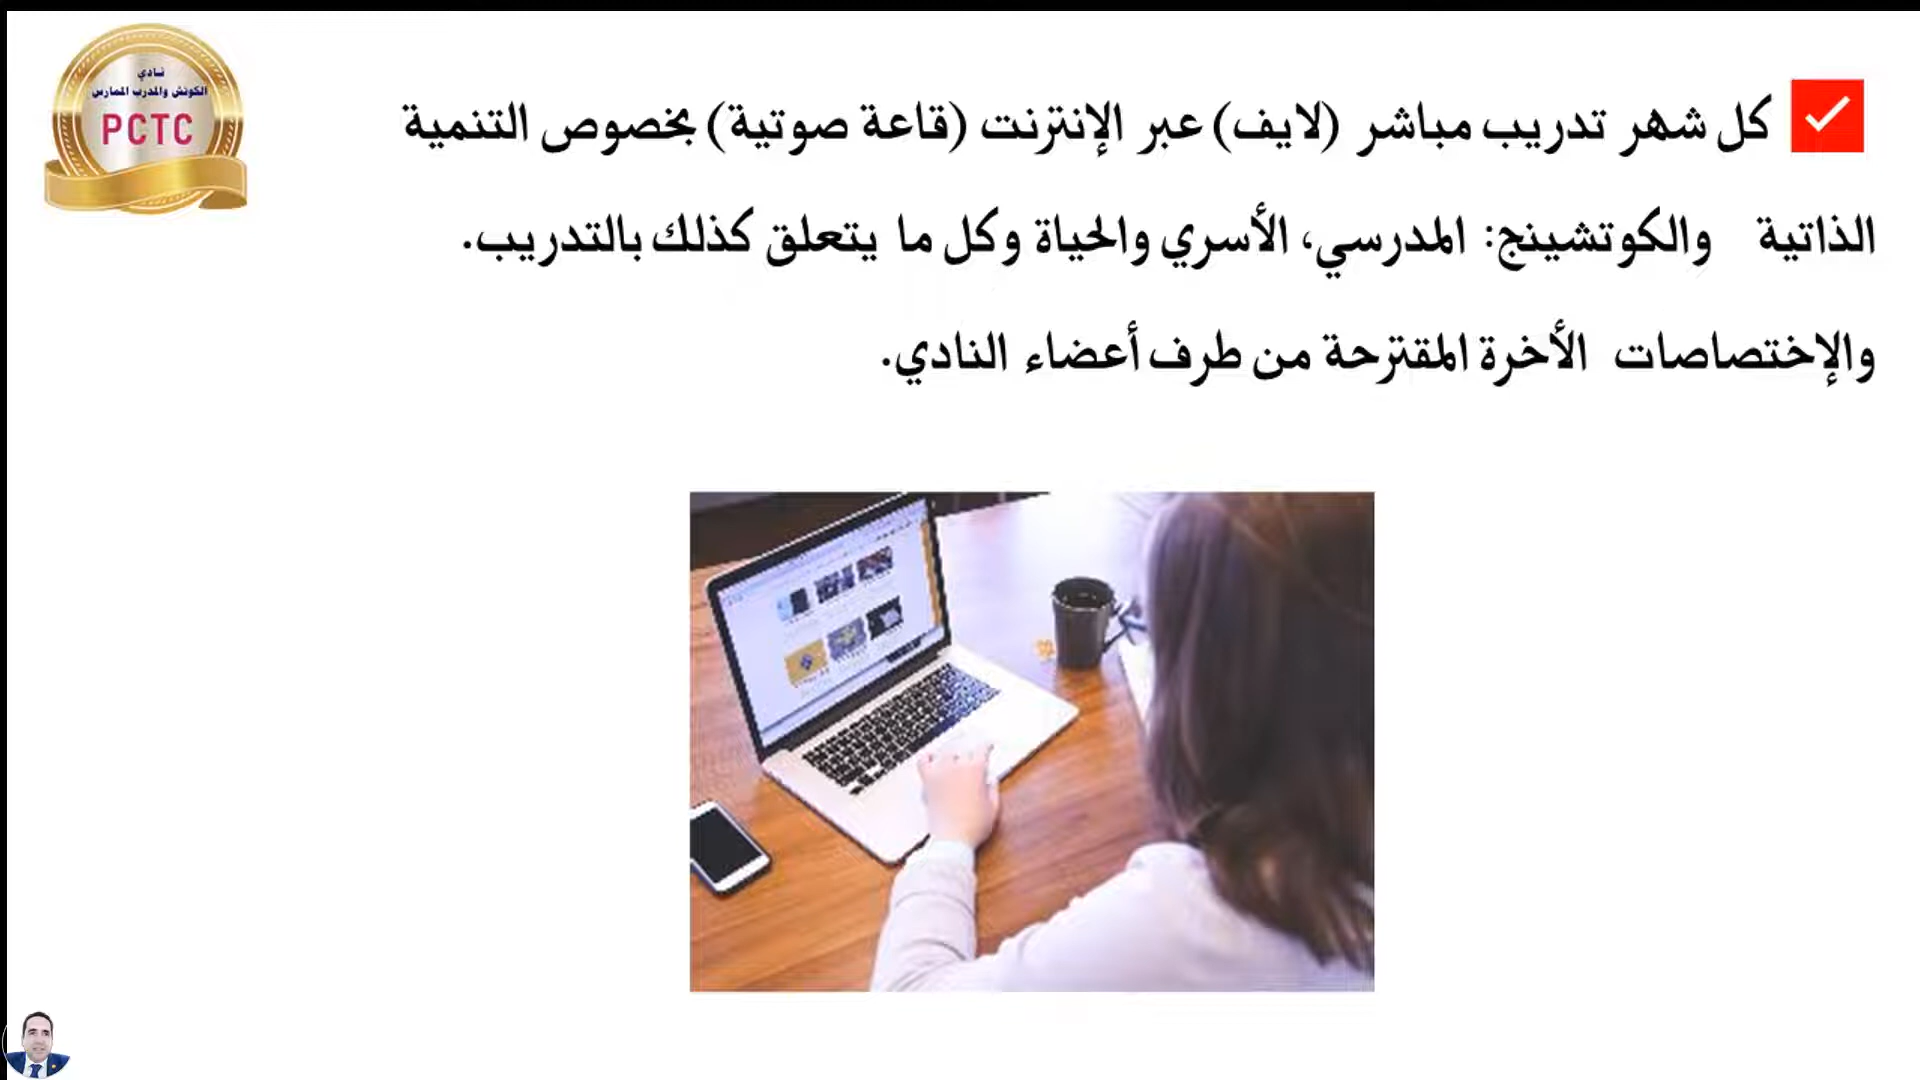 نادي
الكوتش والمدرب الممارس
PCTC
كل شهر تدريب مباشر (لايف) عبر الإنترنت (قاعة صوتية) بخصوص التنمية
الذاتية والكوتشينج: المدرسي، الأسري والحياة وكل ما يتعلق كذلك بالتدريب.
والإختصاصات الأخرة المقترحة من طرف أعضاء النادي.